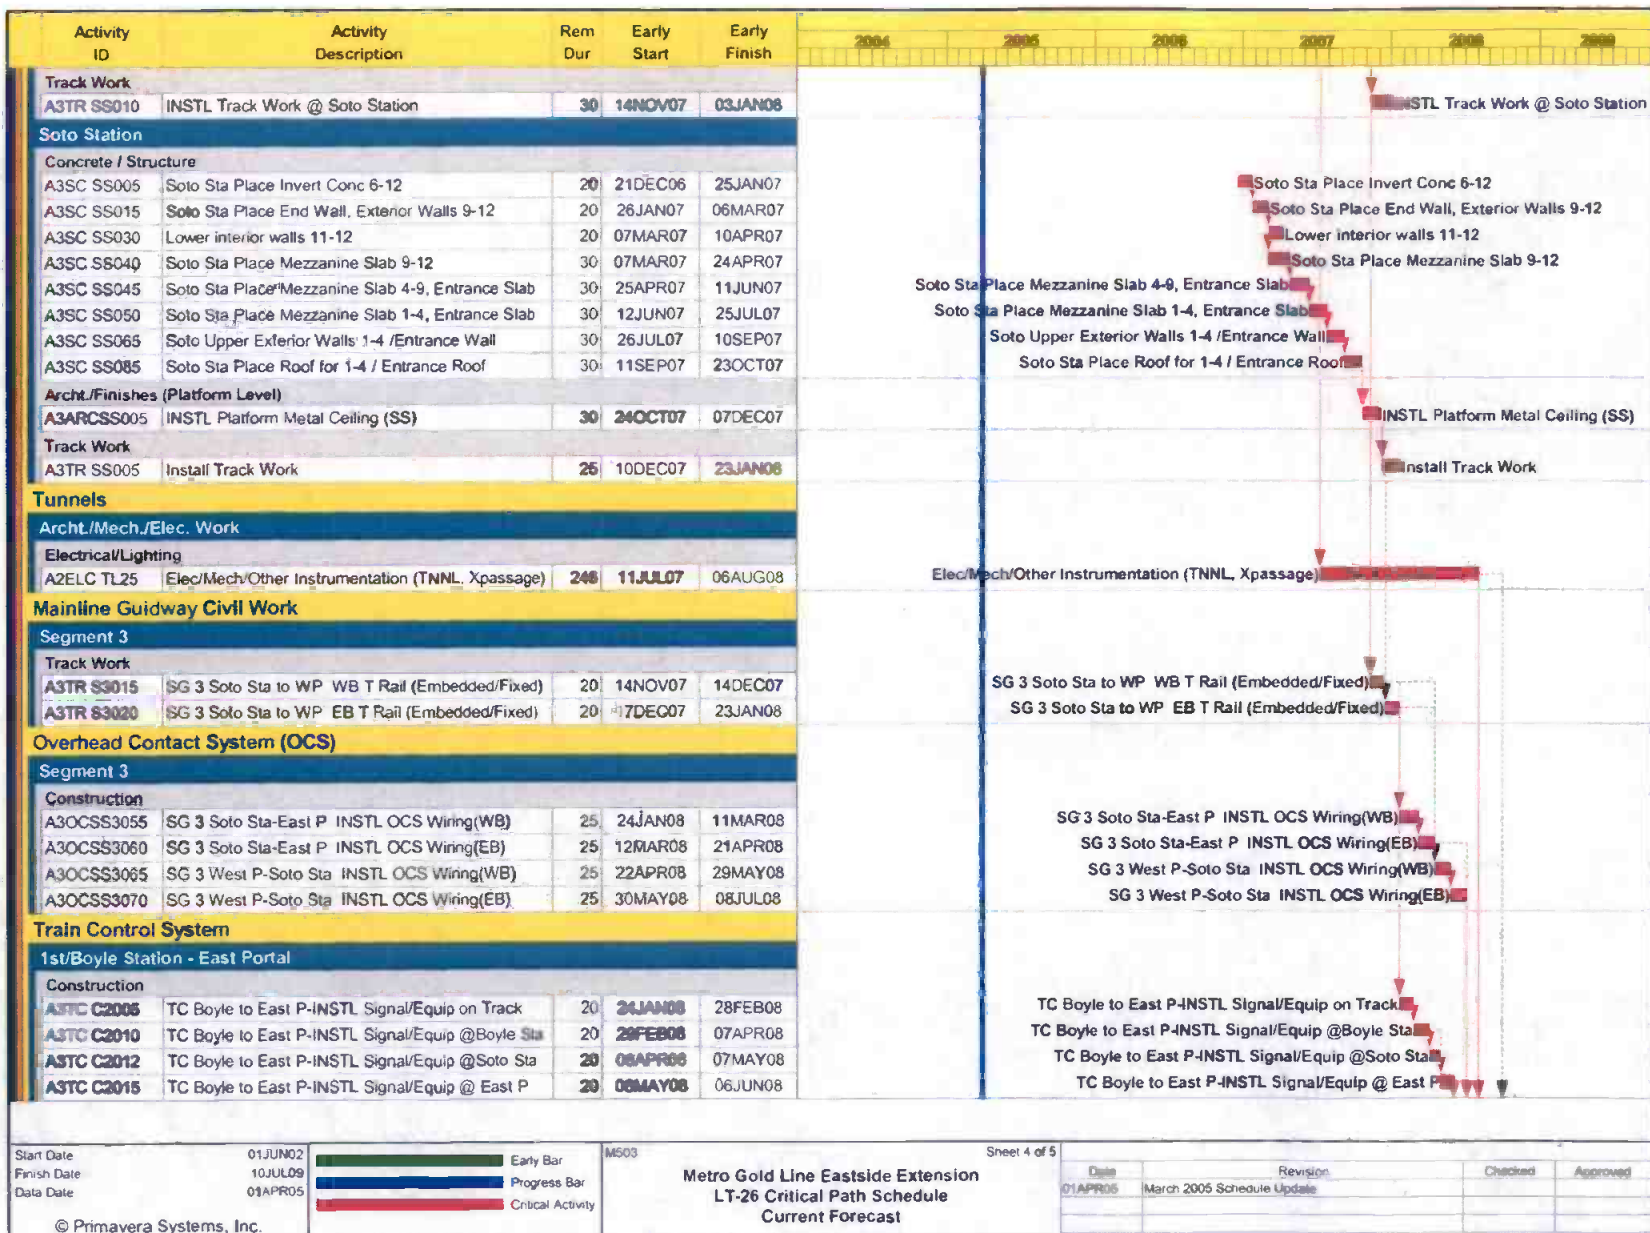 Activity ID Activity Description Rem Dur Early Start Early Finish 2004 2005 2006 2007 2008 2009
Track Work
A3TR SS010 INSTL Track Work @ Soto Station 30 14NOV07 03JAN08 INSTL Track Work @ Soto Station
Soto Station
Concrete / Structure
A3SC SS005 Soto Sta Place Invert Conc 6-12 20 21DEC06 25JAN07 Soto Sta Place Invert Conc 6-12
A3SC SS015 Soto Sta Place End Wall, Exterior Walls 9-12 20 26JAN07 06MAR07 Soto Sta Place End Wall, Exterior Walls 9-12
A3SC SS030 Lower interior walls 11-12 20 07MAR07 10APR07 Lower interior walls 11-12
A3SC SS040 Soto Sta Place Mezzanine Slab 9-12 30 07MAR07 24APR07 Soto Sta Place Mezzanine Slab 9-12
A3SC SS045 Soto Sta Place Mezzanine Slab 4-9, Entrance Slab 30 25APR07 11JUN07 Soto Sta Place Mezzanine Slab 4-9, Entrance Slab
A3SC SS050 Soto Sta Place Mezzanine Slab 1-4, Entrance Slab 30 12JUN07 25JUL07 Soto Sta Place Mezzanine Slab 1-4, Entrance Slab
A3SC SS065 Soto Upper Exterior Walls 1-4 /Entrance Wall 30 26JUL07 10SEP07 Soto Upper Exterior Walls 1-4 /Entrance Wall
A3SC SS085 Soto Sta Place Roof for 1-4 / Entrance Roof 30 11SEP07 23OCT07 Soto Sta Place Roof for 1-4 / Entrance Roof
Archt./Finishes (Platform Level)
A3ARCSS005 INSTL Platform Metal Ceiling (SS) 30 24OCT07 07DEC07 INSTL Platform Metal Ceiling (SS)
Track Work
A3TR SS005 Install Track Work 25 10DEC07 23JAN08 Install Track Work
Tunnels
Archt./Mech./Elec. Work
Electrical/Lighting
A2ELC TL25 Elec/Mech/Other Instrumentation (TNNL, Xpassage) 246 11JUL07 06AUG08 Elec/Mech/Other Instrumentation (TNNL, Xpassage)
Mainline Guidway Civil Work
Segment 3
Track Work
A3TR S3015 SG 3 Soto Sta to WP WB T Rail (Embedded/Fixed) 20 14NOV07 14DEC07 SG 3 Soto Sta to WP WB T Rail (Embedded/Fixed)
A3TR S3020 SG 3 Soto Sta to WP EB T Rail (Embedded/Fixed) 20 17DEC07 23JAN08 SG 3 Soto Sta to WP EB T Rail (Embedded/Fixed)
Overhead Contact System (OCS)
Segment 3
Construction
A3OCSS3055 SG 3 Soto Sta-East P INSTL OCS Wiring(WB) 25 24JAN08 11MAR08 SG 3 Soto Sta-East P INSTL OCS Wiring(WB)
A3OCSS3060 SG 3 Soto Sta-East P INSTL OCS Wiring(EB) 25 12MAR08 21APR08 SG 3 Soto Sta-East P INSTL OCS Wiring(EB)
A3OCSS3065 SG 3 West P-Soto Sta INSTL OCS Wiring(WB) 25 22APR08 29MAY08 SG 3 West P-Soto Sta INSTL OCS Wiring(WB)
A3OCSS3070 SG 3 West P-Soto Sta INSTL OCS Wiring(EB) 25 30MAY08 08JUL08 SG 3 West P-Soto Sta INSTL OCS Wiring(EB)
Train Control System
1st/Boyle Station - East Portal
Construction
A3TC C2005 TC Boyle to East P-INSTL Signal/Equip on Track 20 24JAN08 28FEB08 TC Boyle to East P-INSTL Signal/Equip on Track
A3TC C2010 TC Boyle to East P-INSTL Signal/Equip @Boyle Sta 20 29FEB08 07APR08 TC Boyle to East P-INSTL Signal/Equip @Boyle Sta
A3TC C2012 TC Boyle to East P-INSTL Signal/Equip @Soto Sta 20 08APR08 07MAY08 TC Boyle to East P-INSTL Signal/Equip @Soto Sta
A3TC C2015 TC Boyle to East P-INSTL Signal/Equip @ East P 20 08MAY08 06JUN08 TC Boyle to East P-INSTL Signal/Equip @ East P
Start Date 01JUN02
Finish Date 10JUL09
Data Date 01APR05
© Primavera Systems, Inc.
Early Bar
Progress Bar
Critical Activity
M503 Sheet 4 of 5
Metro Gold Line Eastside Extension
LT-26 Critical Path Schedule
Current Forecast
Date Revision Checked Approved
01APR05 March 2005 Schedule Update